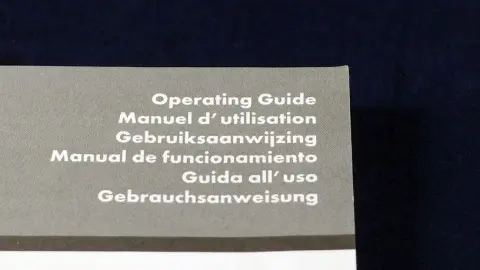 Operating Guide
Manuel d' utilisation
Gebruiksaanwijzing
Manual de funcionamiento
Guida all' uso
Gebrauchsanweisung